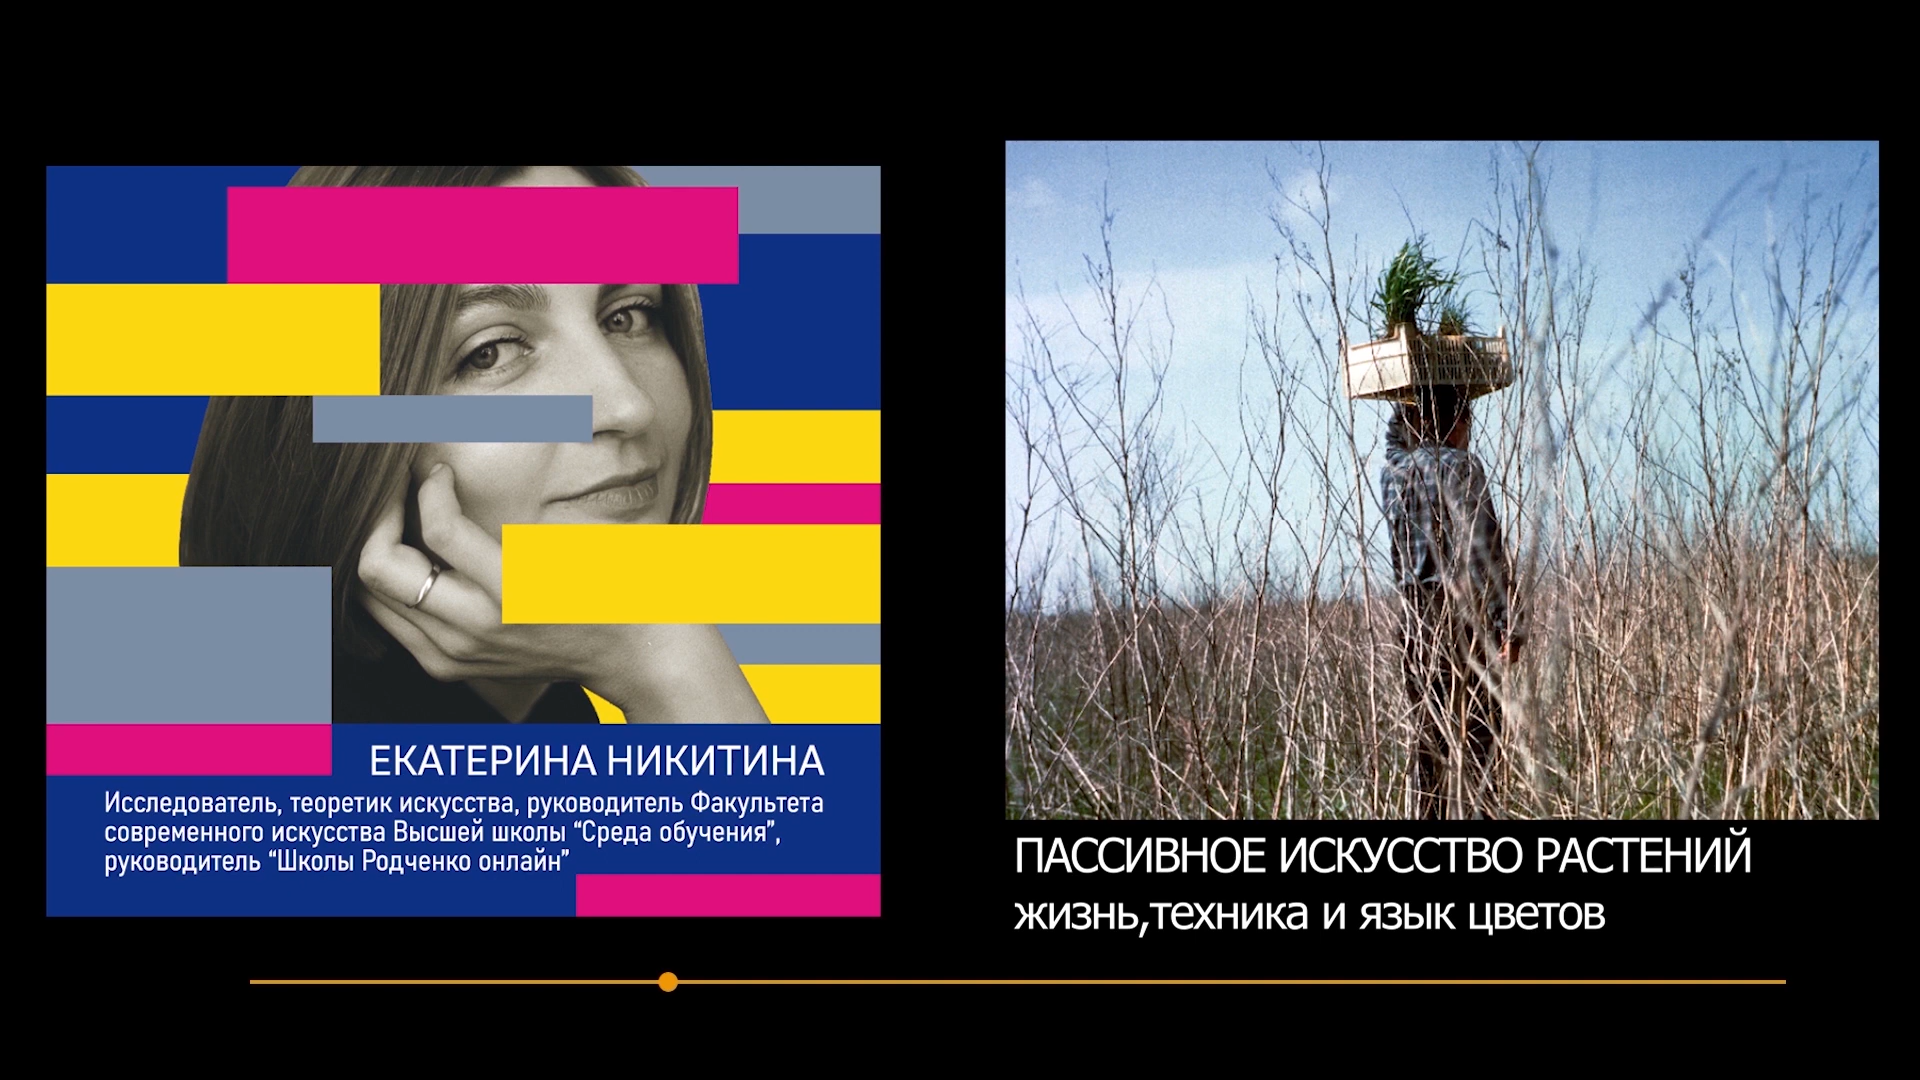 ЕКАТЕРИНА НИКИТИНА
Исследователь, теоретик искусства, руководитель Факультета
современного искусства Высшей школы “Среда обучения”,
руководитель “Школы Родченко онлайн”
ПАССИВНОЕ ИСКУССТВО РАСТЕНИЙ
жизнь,техника и язык цветов